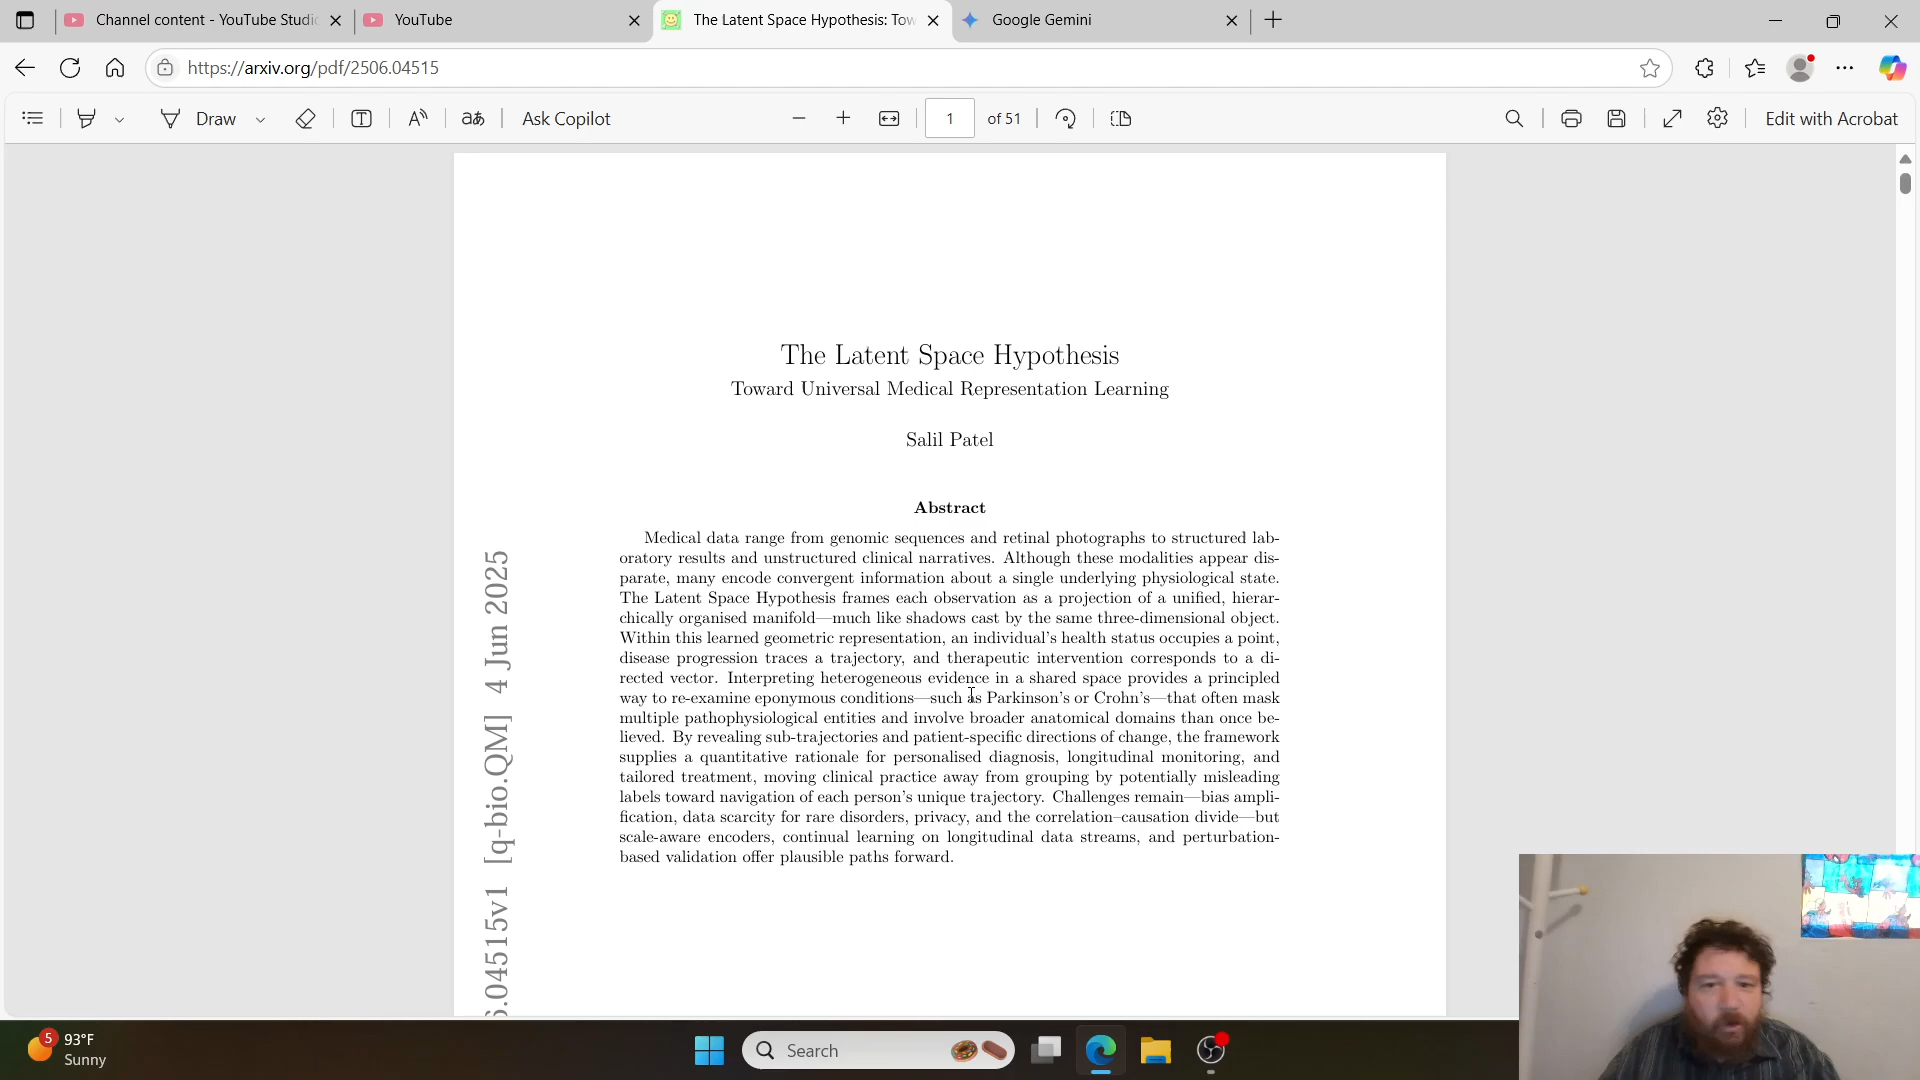 Channel content - YouTube Studi
YouTube
The Latent Space Hypothesis: Tow
Google Gemini
https://arxiv.org/pdf/2506.04515
Draw
Ask Copilot
1
of 51
Edit with Acrobat
The Latent Space Hypothesis
Toward Universal Medical Representation Learning
Salil Patel
Abstract
Medical data range from genomic sequences and retinal photographs to structured lab-
oratory results and unstructured clinical narratives. Although these modalities appear dis-
parate, many encode convergent information about a single underlying physiological state.
The Latent Space Hypothesis frames each observation as a projection of a unified, hierar-
chically organised manifold—much like shadows cast by the same three-dimensional object.
Within this learned geometric representation, an individual's health status occupies a point,
disease progression traces a trajectory, and therapeutic intervention corresponds to a di-
rected vector. Interpreting heterogeneous evidence in a shared space provides a principled
way to re-examine eponymous conditions—such as Parkinson's or Crohn's—that often mask
multiple pathophysiological entities and involve broader anatomical domains than once be-
lieved. By revealing sub-trajectories and patient-specific directions of change, the framework
supplies a quantitative rationale for personalised diagnosis, longitudinal monitoring, and
tailored treatment, moving clinical practice away from grouping by potentially misleading
labels toward navigation of each person's unique trajectory. Challenges remain—bias ampli-
fication, data scarcity for rare disorders, privacy, and the correlation–causation divide—but
scale-aware encoders, continual learning on longitudinal data streams, and perturbation-
based validation offer plausible paths forward.
6.04515v1 [q-bio.QM] 4 Jun 2025
5
93°F
Sunny
Search